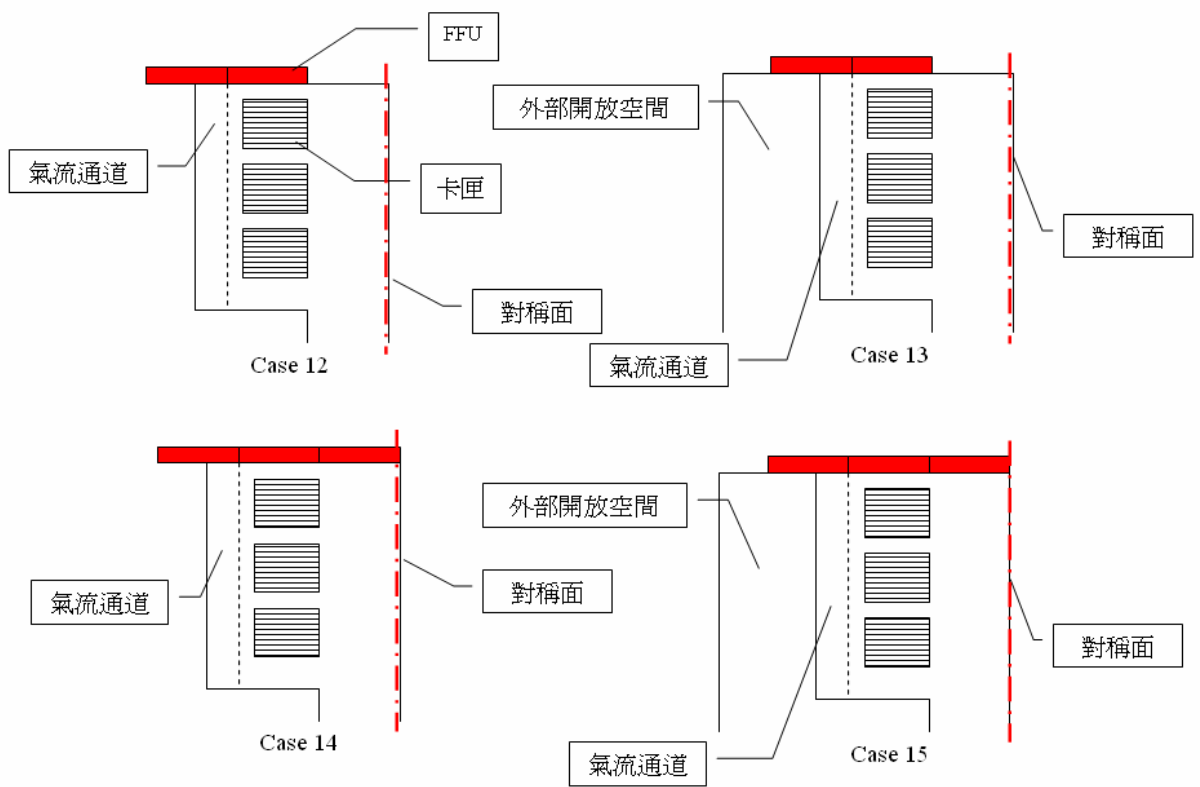 FFU
氣流通道
卡匣
對稱面
Case 12
外部開放空間
對稱面
氣流通道
Case 13
氣流通道
對稱面
Case 14
外部開放空間
對稱面
氣流通道
Case 15